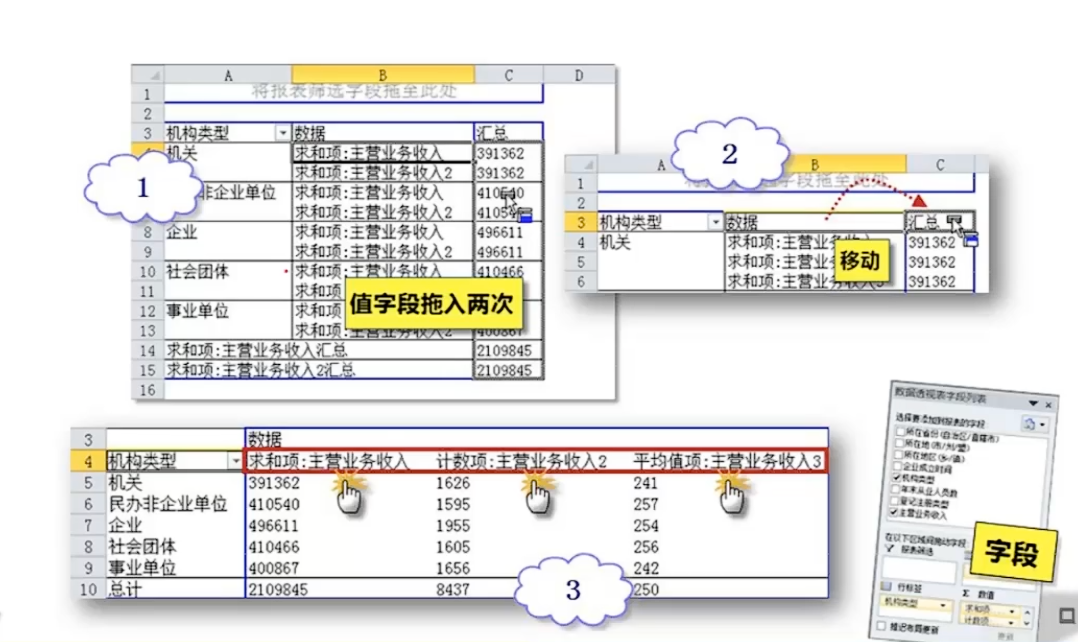 A B C D
1 将报表筛选字段拖至此处
2
3 机构类型 数据 汇总
机关 求和项:主营业务收入 391362
求和项:主营业务收入2 391362
非企业单位 求和项:主营业务收入 410540
求和项:主营业务收入2
8 企业 求和项:主营业务收入 496611
9 求和项:主营业务收入2 496611
10 社会团体 求和项:主营业务收入 410466
11 求和项
12 事业单位 求和项
13 求和项:主营业务收入2 400867
14 求和项:主营业务收入汇总 2109845
15 求和项:主营业务收入2汇总 2109845
16
1
值字段拖入两次
A B C
1 段拖至此处
2
3 机构类型 数据 汇总
4 机关 求和项:主营业务 391362
5 求和项:主营 391362
6 求和项:主营业务收入3 391362
2
移动
3 数据
4 机构类型 求和项:主营业务收入 计数项:主营业务收入2 平均值项:主营业务收入3
5 机关 391362 1626 241
6 民办非企业单位 410540 1595 257
7 企业 496611 1955 254
8 社会团体 410466 1605 256
9 事业单位 400867 1656 242
10 总计 2109845 8437 250
3
数据透视表字段列表
选择要添加到报表的字段
所在省份(自治区/直辖市)
所在地(市/州/盟)
所在地区(乡/镇)
企业成立时间
机构类型
年末从业人员数
登记注册类型
主营业务收入
在以下区域间拖动字段
报表筛选
字段
行标签 Σ 数值
机构类型 求和项
计数项
推迟布局更新 更新